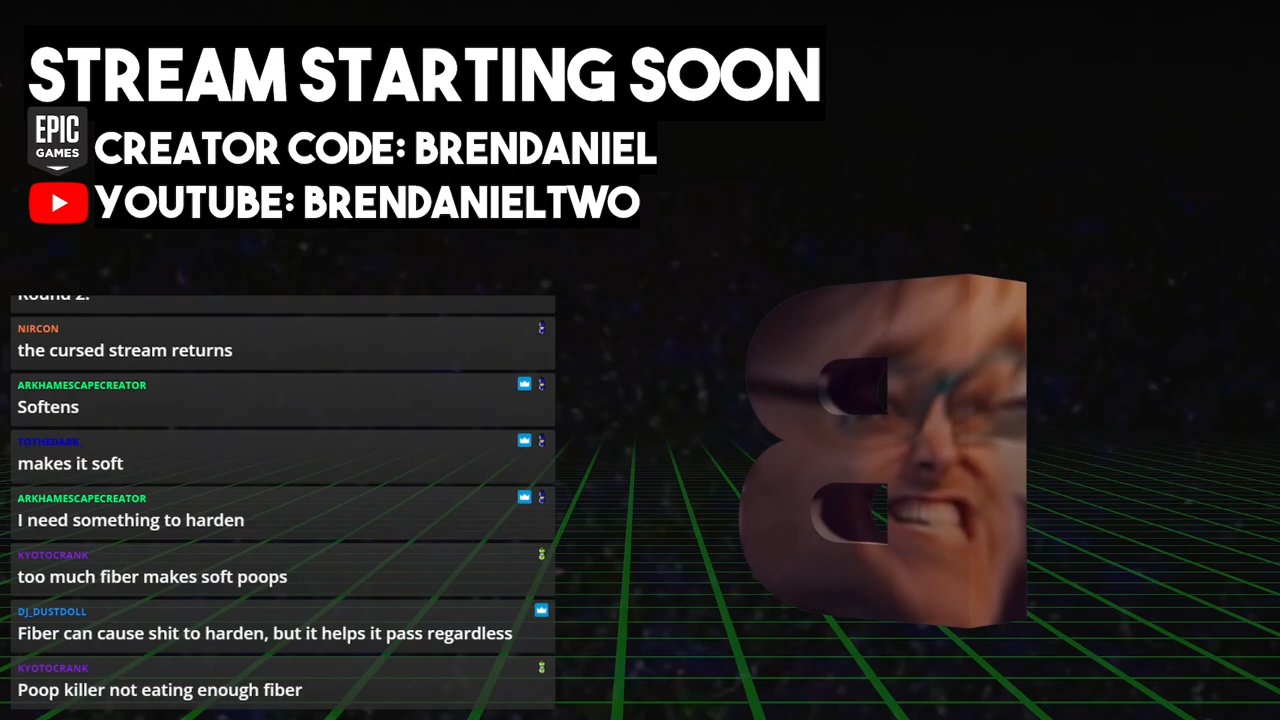 STREAM STARTING SOON
EPIC
GAMES
CREATOR CODE: BRENDANIEL
YOUTUBE: BRENDANIELTWO
Round 2.
NIRCON
the cursed stream returns
ARKHAMESCAPECREATOR
Softens
TOTHEDARK
makes it soft
ARKHAMESCAPECREATOR
I need something to harden
KYOTOCRANK
too much fiber makes soft poops
DJ_DUSTDOLL
Fiber can cause shit to harden, but it helps it pass regardless
KYOTOCRANK
Poop killer not eating enough fiber